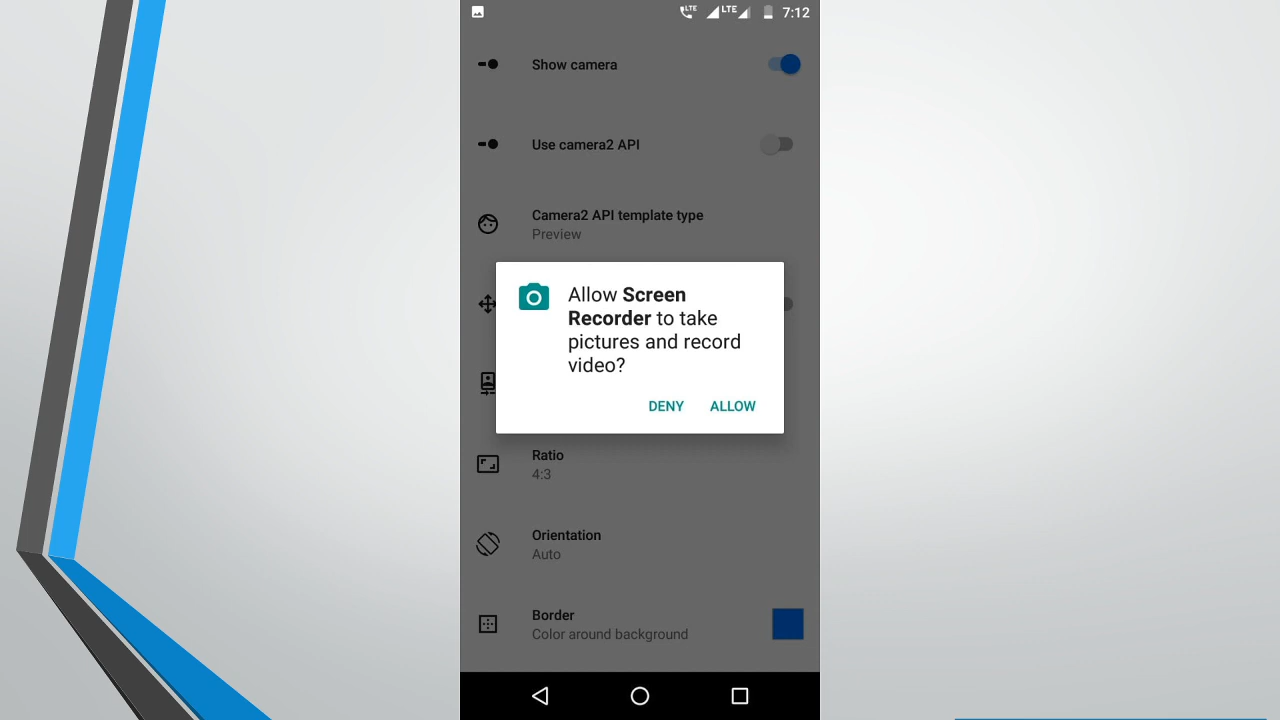 LTE LTE 7:12
Show camera
Use camera2 API
Camera2 API template type
Preview
Allow Screen
Recorder to take
pictures and record
video?
DENY ALLOW
Ratio
4:3
Orientation
Auto
Border
Color around background